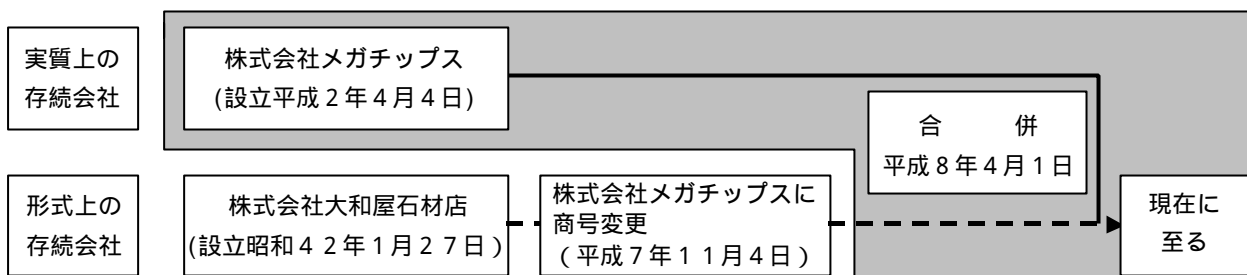 実質上の
存続会社
株式会社メガチップス
(設立平成２年４月４日)
合　　併
平成８年４月１日
形式上の
存続会社
株式会社大和屋石材店
(設立昭和４２年１月２７日)
株式会社メガチップスに
商号変更
(平成７年１１月４日)
現在に
至る